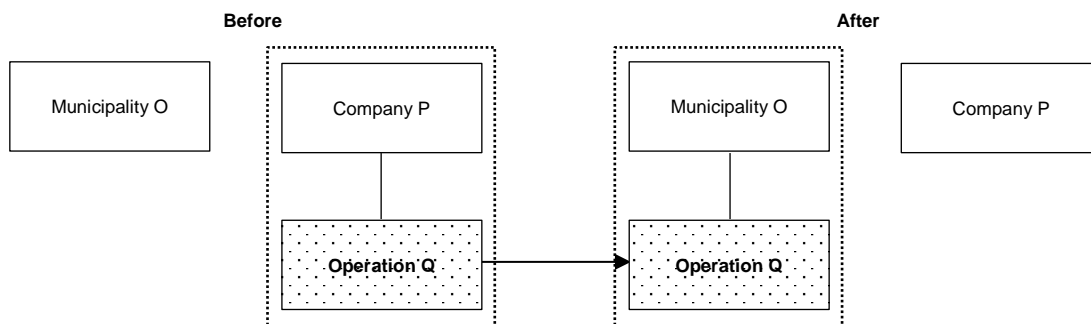 Before After
Municipality O Company P Municipality O Company P
Operation Q Operation Q